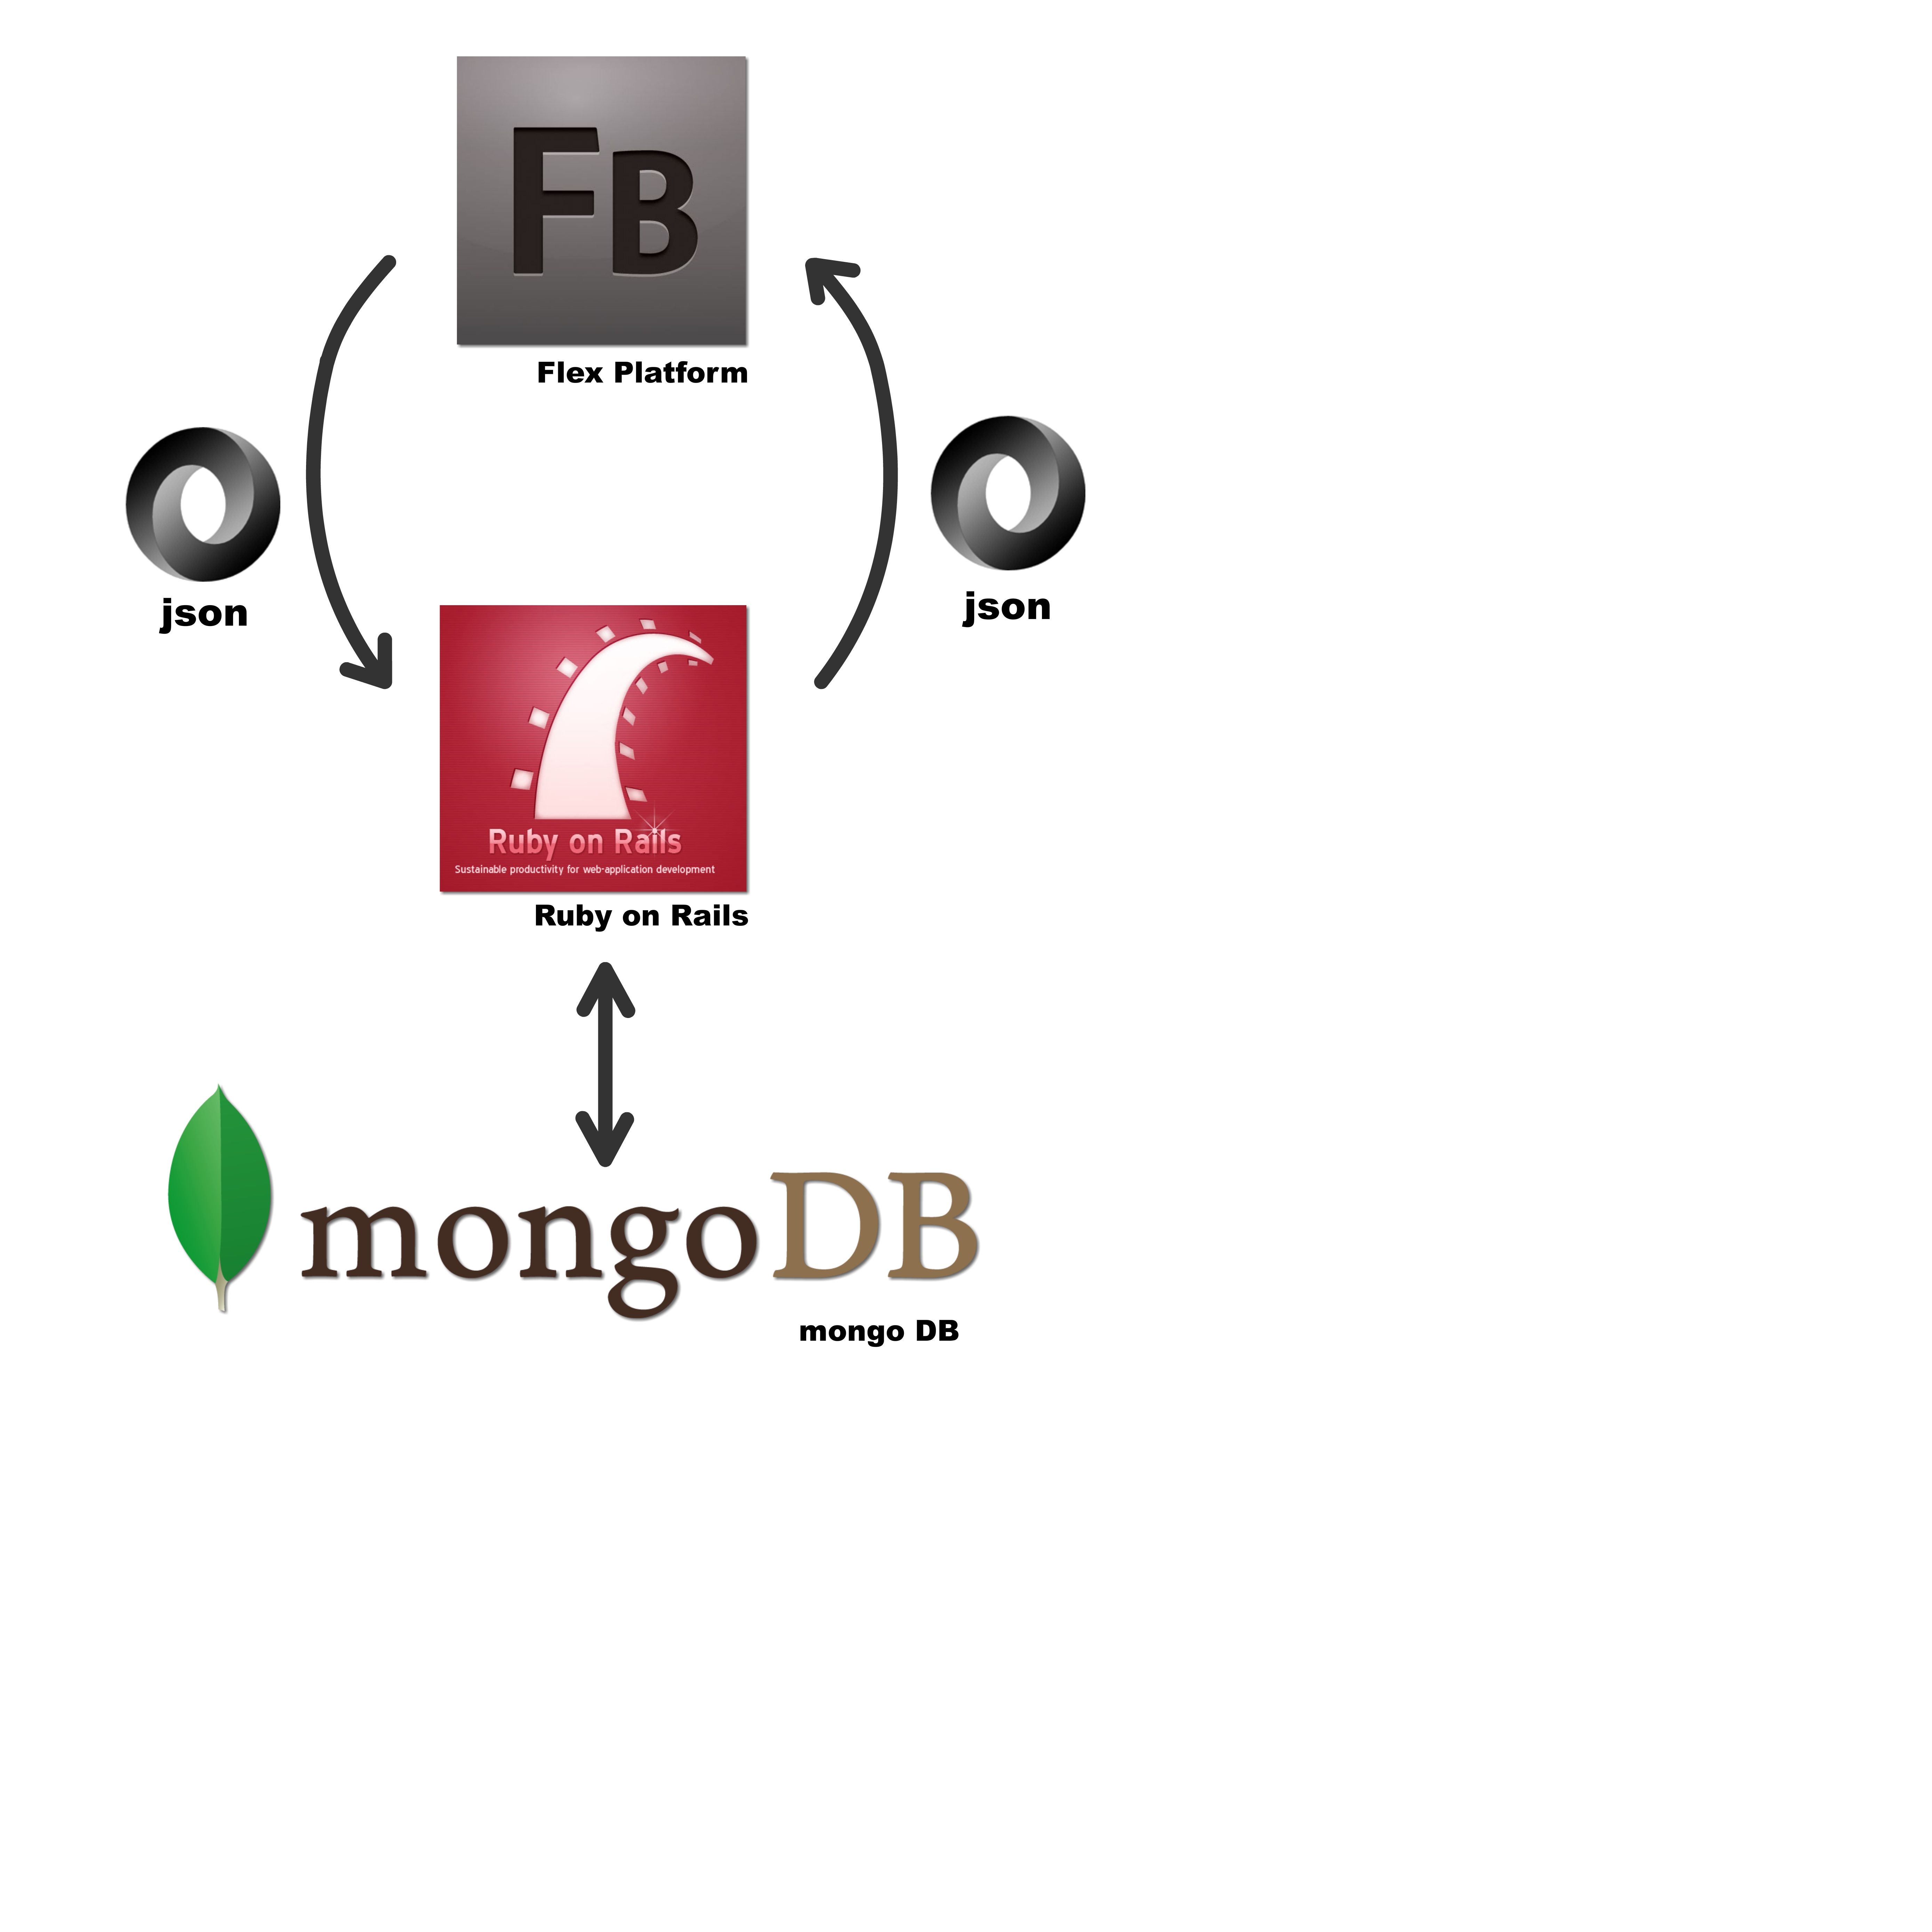 FB
Flex Platform
json
json
Ruby on Rails
Sustainable productivity for web-application development
Ruby on Rails
mongoDB
mongo DB